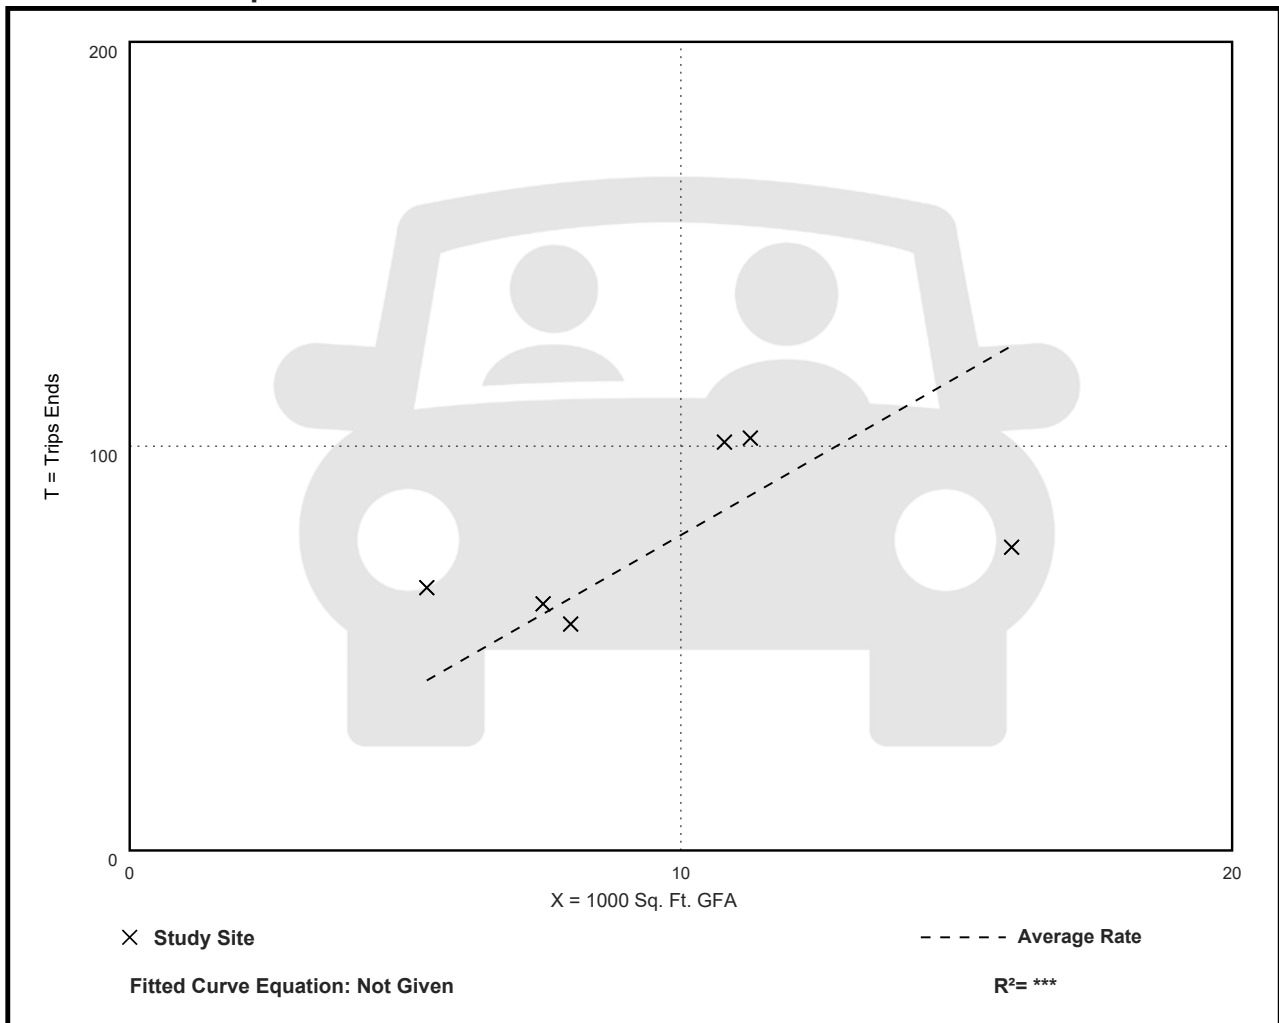 200
T = Trips Ends
100
0
0 10 20
X = 1000 Sq. Ft. GFA
Study Site Average Rate
Fitted Curve Equation: Not Given R²= ***